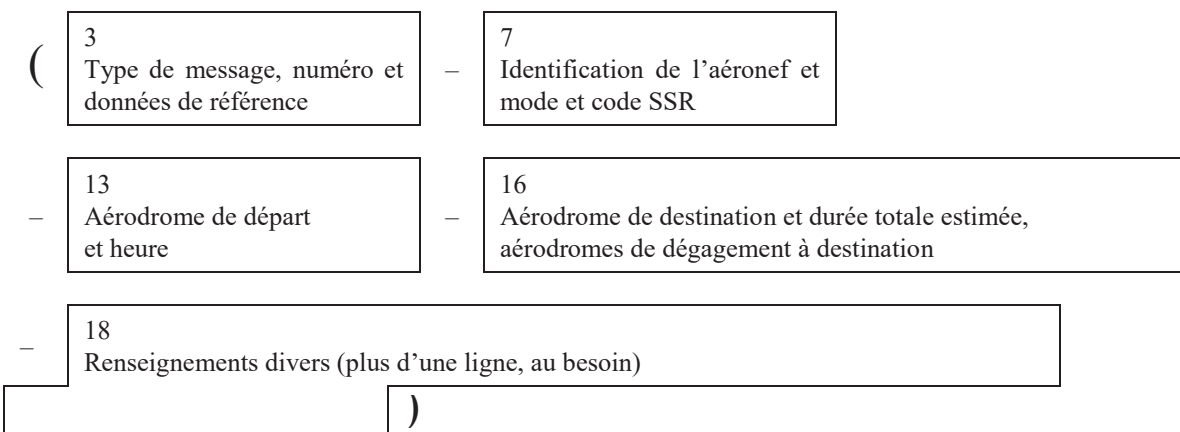 ( 3 7
Type de message, numéro et – Identification de l’aéronef et
données de référence mode et code SSR
13 16
– Aérodrome de départ – Aérodrome de destination et durée totale estimée,
et heure aérodromes de dégagement à destination
18
– Renseignements divers (plus d’une ligne, au besoin)
)